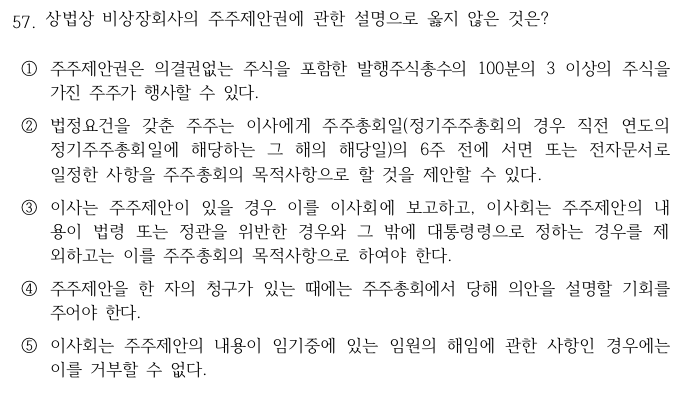 57. 상법상 비상장회사의 주주제안권에 관한 설명으로 옳지 않은 것은?
① 주주제안권은 의결권없는 주식을 포함한 발행주식총수의 100분의 3 이상의 주식을
가진 주주가 행사할 수 있다.
② 법정요건을 갖춘 주주는 이사에게 주주총회일(정기주주총회의 경우 직전 연도의
정기주주총회일에 해당하는 그 해의 해당일)의 6주 전에 서면 또는 전자문서로
일정한 사항을 주주총회의 목적사항으로 할 것을 제안할 수 있다.
③ 이사는 주주제안이 있을 경우 이를 이사회에 보고하고, 이사회는 주주제안의 내
용이 법령 또는 정관을 위반한 경우와 그 밖에 대통령령으로 정하는 경우를 제
외하고는 이를 주주총회의 목적사항으로 하여야 한다.
④ 주주제안을 한 자의 청구가 있는 때에는 주주총회에서 당해 의안을 설명할 기회를
주어야 한다.
⑤ 이사회는 주주제안의 내용이 임기중에 있는 임원의 해임에 관한 사항인 경우에는
이를 거부할 수 없다.